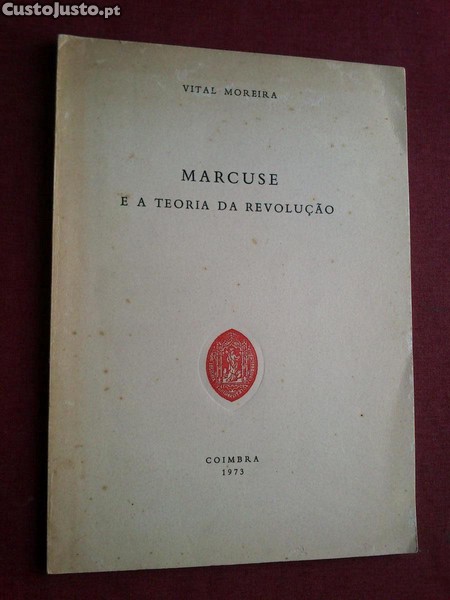 CustoJusto.pt
VITAL MOREIRA
MARCUSE
E A TEORIA DA REVOLUÇÃO
COIMBRA
1973